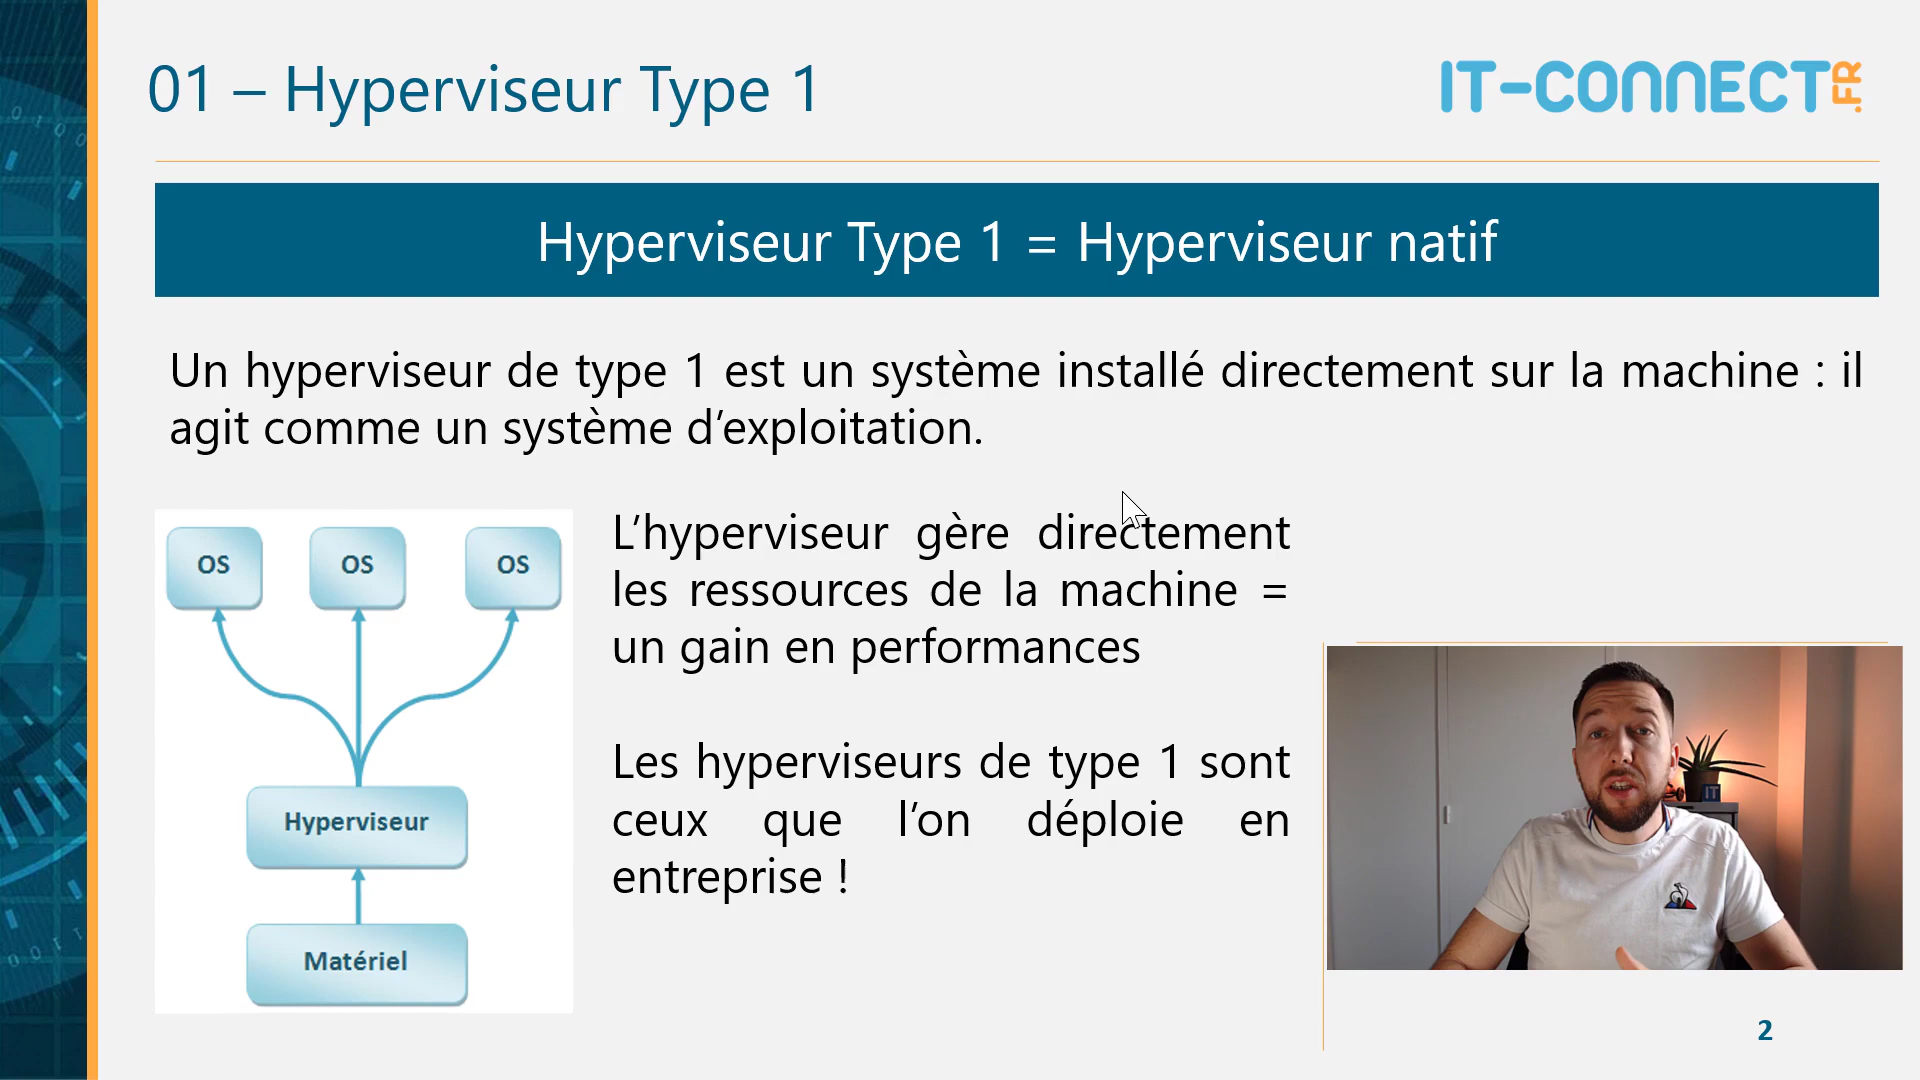 01 – Hyperviseur Type 1
IT-CONNECT.FR
Hyperviseur Type 1 = Hyperviseur natif
Un hyperviseur de type 1 est un système installé directement sur la machine : il
agit comme un système d’exploitation.
OS OS OS
Hyperviseur
Matériel
L’hyperviseur gère directement
les ressources de la machine =
un gain en performances
Les hyperviseurs de type 1 sont
ceux que l’on déploie en
entreprise !
IT
2